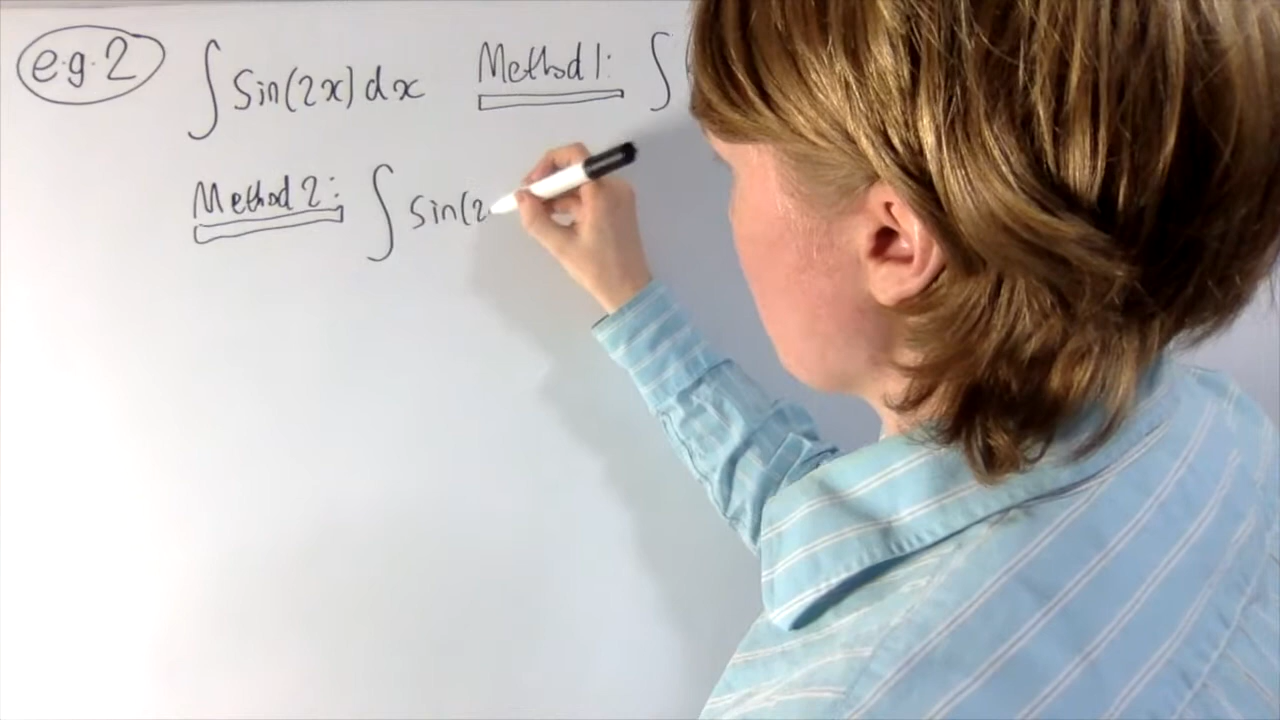 e.g. 2 ∫ Sin(2x) dx Method 1: ∫
Method 2: ∫ Sin(2